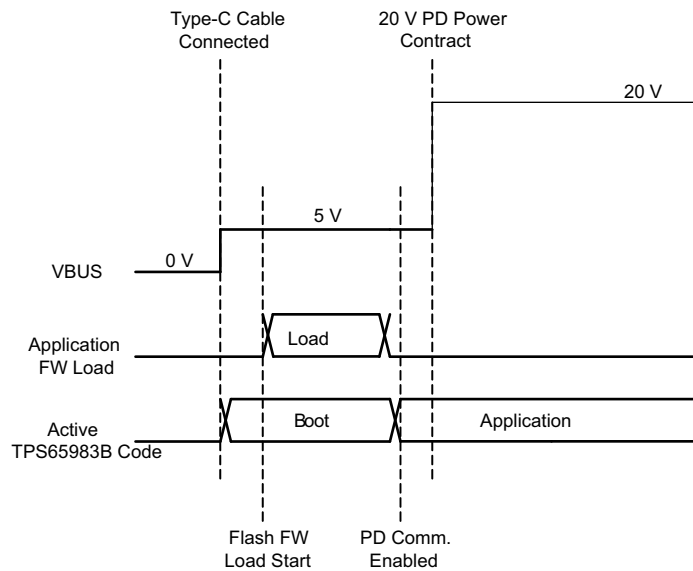 Type-C Cable
Connected
20 V PD Power
Contract
20 V
5 V
0 V
VBUS
Load
Application
FW Load
Boot
Application
Active
TPS65983B Code
Flash FW
Load Start
PD Comm.
Enabled